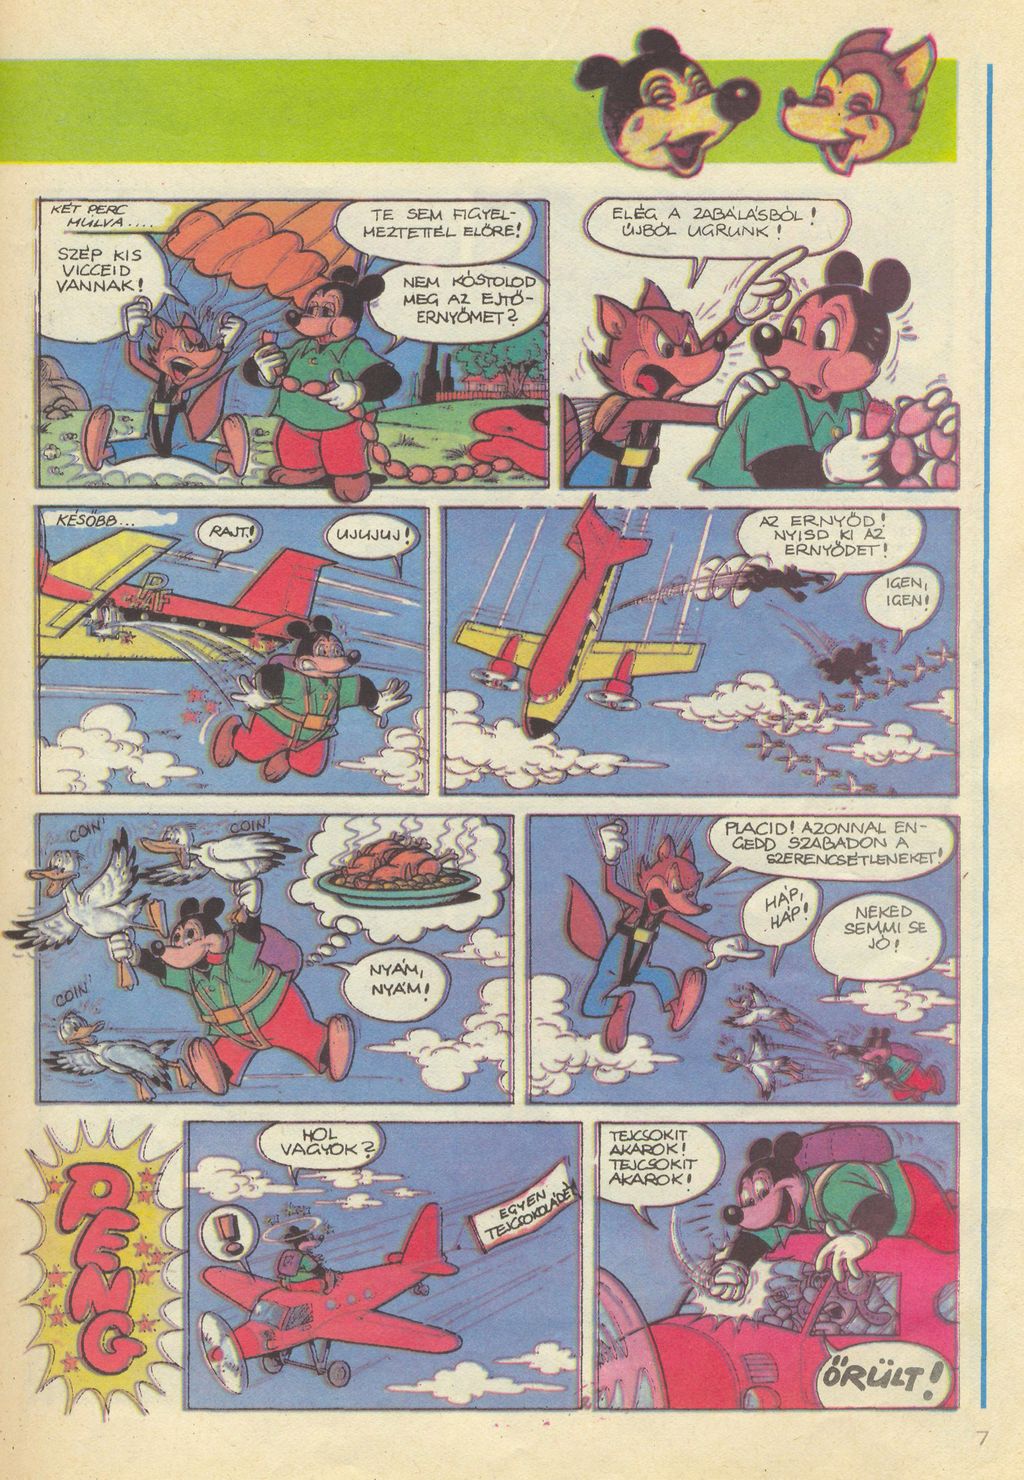 KÉT PERC
MÚLVA....
SZÉP KIS
VICCEID
VANNAK!
TE SEM FIGYEL-
MEZTETTÉL ELŐRE!
NEM KÓSTOLOD
MEG AZ EJTŐ-
ERNYŐMET?
ELÉG A ZABÁLÁSBÓL!
ÚJBÓL UGRUNK!
KÉSŐBB...
RAJT!
UJUJUJ!
PAF
AZ ERNYŐD!
NYISD KI AZ
ERNYŐDET!
IGEN,
IGEN!
COIN'
COIN'
COIN'
NYÁM,
NYÁM!
PLACID! AZONNAL EN-
GEDD SZABADON A
SZERENCSÉTLENEKET!
HÁP,
HÁP!
NEKED
SEMMI SE
JÓ!
PENG
HOL
VAGYOK?
!
EGYEN
TEJCSOKOLÁDÉT
TEJCSOKIT
AKAROK!
TEJCSOKIT
AKAROK!
ŐRÜLT!
7